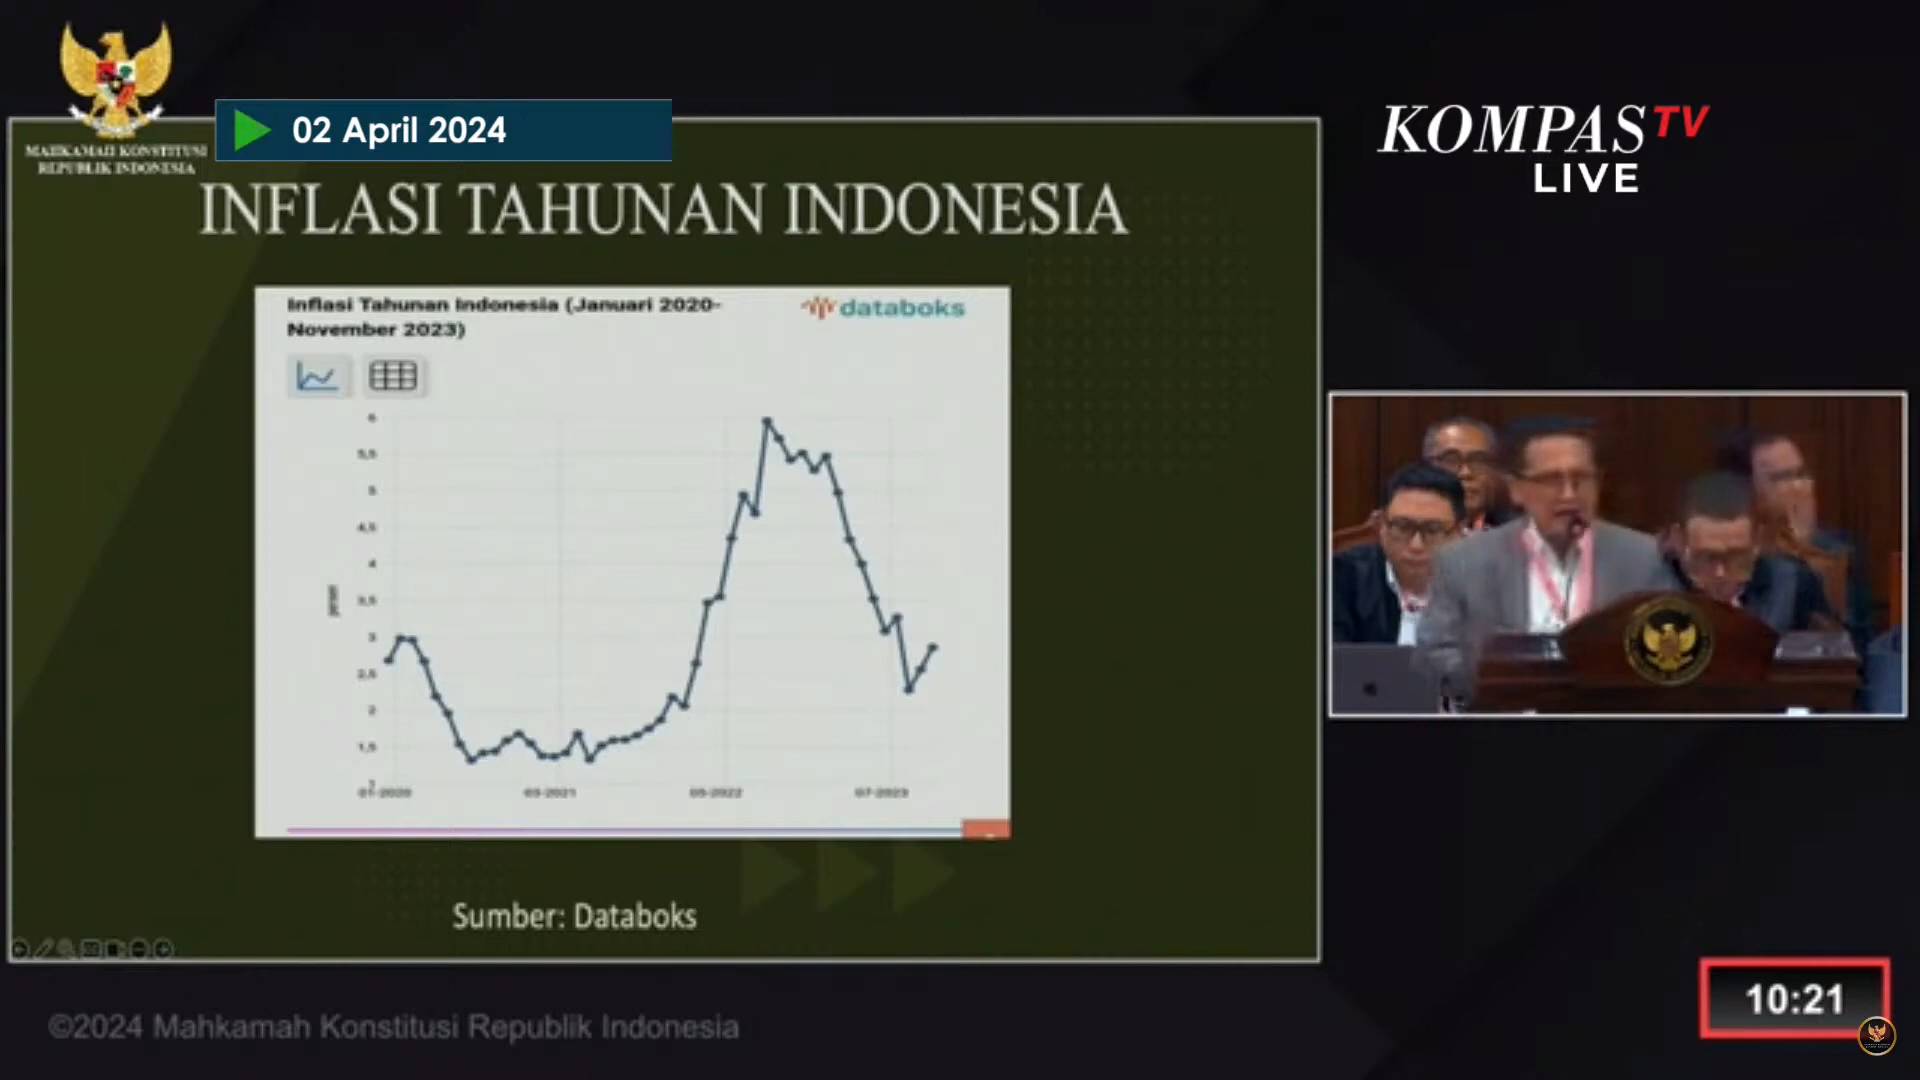 MAHKAMAH KONSTITUSI
REPUBLIK INDONESIA
02 April 2024
KOMPAS TV
LIVE
INFLASI TAHUNAN INDONESIA
Inflasi Tahunan Indonesia (Januari 2020-
November 2023)
databoks
6
5,5
5
4,5
4
3,5
3
2,5
2
1,5
1
persen
01-2020
03-2021
05-2022
07-2023
Sumber: Databoks
10:21
©2024 Mahkamah Konstitusi Republik Indonesia